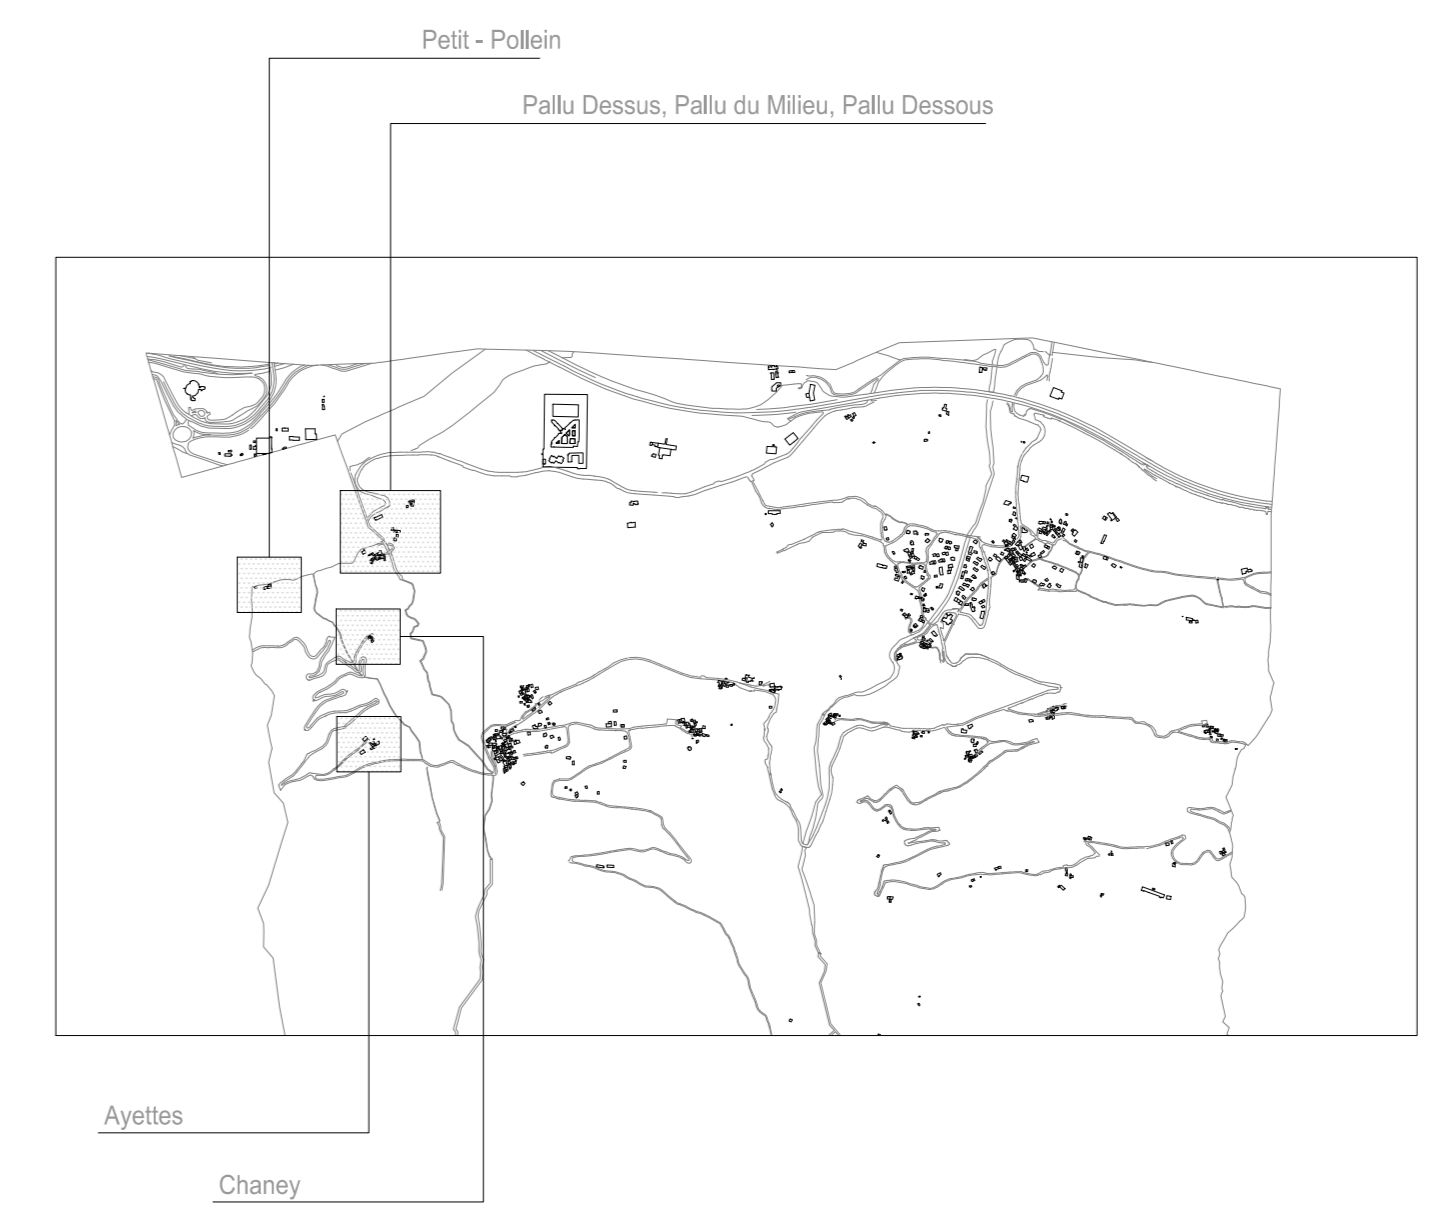 Petit - Pollein
Pallu Dessus, Pallu du Milieu, Pallu Dessous
Ayettes
Chaney